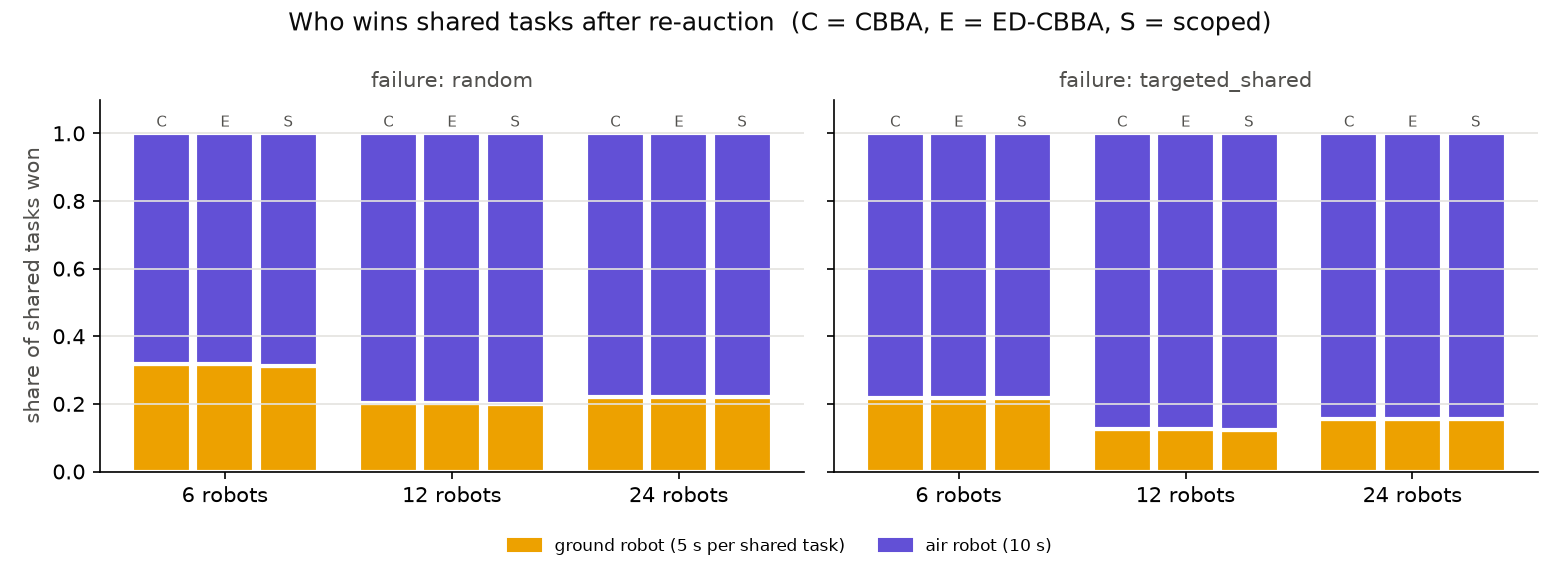 Who wins shared tasks after re-auction  (C = CBBA, E = ED-CBBA, S = scoped)
failure: random
failure: targeted_shared
share of shared tasks won
1.0
0.8
0.6
0.4
0.2
0.0
C E S C E S C E S
C E S C E S C E S
6 robots 12 robots 24 robots
6 robots 12 robots 24 robots
ground robot (5 s per shared task)
air robot (10 s)